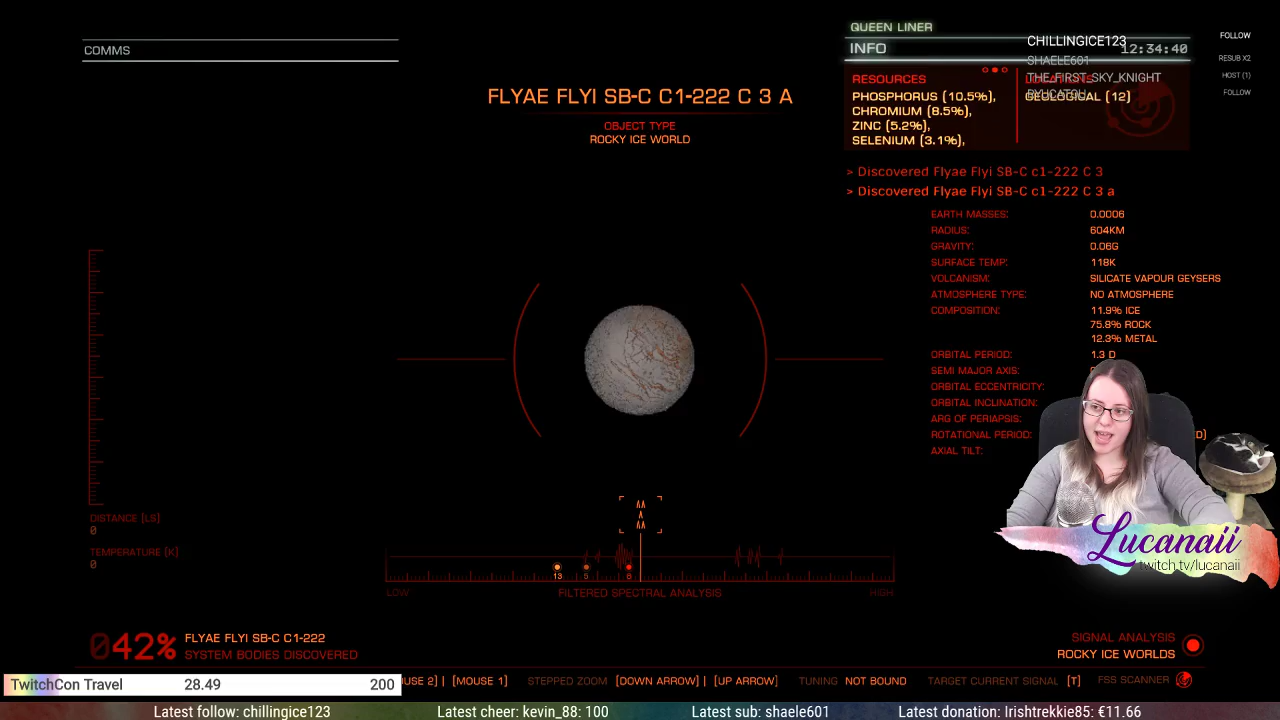 QUEEN LINER
COMMS
INFO
CHILLINGICE123
12:34:40
FOLLOW
SHAELE601
RESUB X2
THE_FIRST_SKY_KNIGHT
HOST (1)
FOLLOW
RESOURCES
PHOSPHORUS (10.5%),
CHROMIUM (8.5%),
ZINC (5.2%),
SELENIUM (3.1%),
GEOLOGICAL (12)
FLYAE FLYI SB-C C1-222 C 3 A
OBJECT TYPE
ROCKY ICE WORLD
> Discovered Flyae Flyi SB-C c1-222 C 3
> Discovered Flyae Flyi SB-C c1-222 C 3 a
EARTH MASSES: 0.0006
RADIUS: 604KM
GRAVITY: 0.06G
SURFACE TEMP: 118K
VOLCANISM: SILICATE VAPOUR GEYSERS
ATMOSPHERE TYPE: NO ATMOSPHERE
COMPOSITION: 11.9% ICE
75.8% ROCK
12.3% METAL
ORBITAL PERIOD: 1.3 D
SEMI MAJOR AXIS:
ORBITAL ECCENTRICITY:
ORBITAL INCLINATION:
ARG OF PERIAPSIS:
ROTATIONAL PERIOD: D)
AXIAL TILT:
DISTANCE (LS)
0
TEMPERATURE (K)
0
13 5 6
LOW FILTERED SPECTRAL ANALYSIS HIGH
Lucanaii
twitch.tv/lucanaii
042% FLYAE FLYI SB-C C1-222
SYSTEM BODIES DISCOVERED
SIGNAL ANALYSIS
ROCKY ICE WORLDS
TwitchCon Travel 28.49 200
USE 2] | [MOUSE 1] STEPPED ZOOM [DOWN ARROW] | [UP ARROW] TUNING NOT BOUND TARGET CURRENT SIGNAL [T] FSS SCANNER
Latest follow: chillingice123 Latest cheer: kevin_88: 100 Latest sub: shaele601 Latest donation: Irishtrekkie85: €11.66